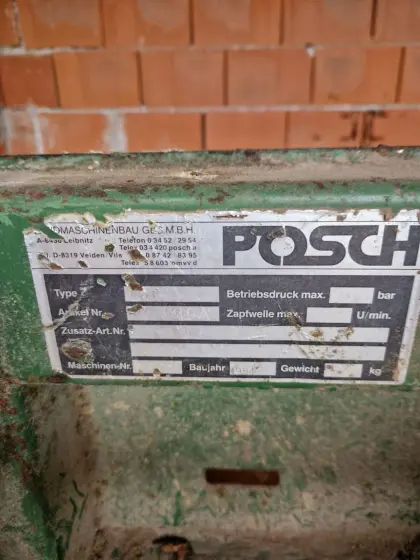 POSCH
GES.M.B.H.
A-8430 Leibnitz Telefon 0 34 52 29 54
Telex 03 4 420 posch a
D-8319 Velden/Vils 0 87 42 83 95
Telex 5 8 603
Type Betriebsdruck max. bar
Artikel Nr. Zapfwelle max. U/min.
Zusatz-Art.Nr.
Maschinen-Nr. Baujahr Gewicht kg